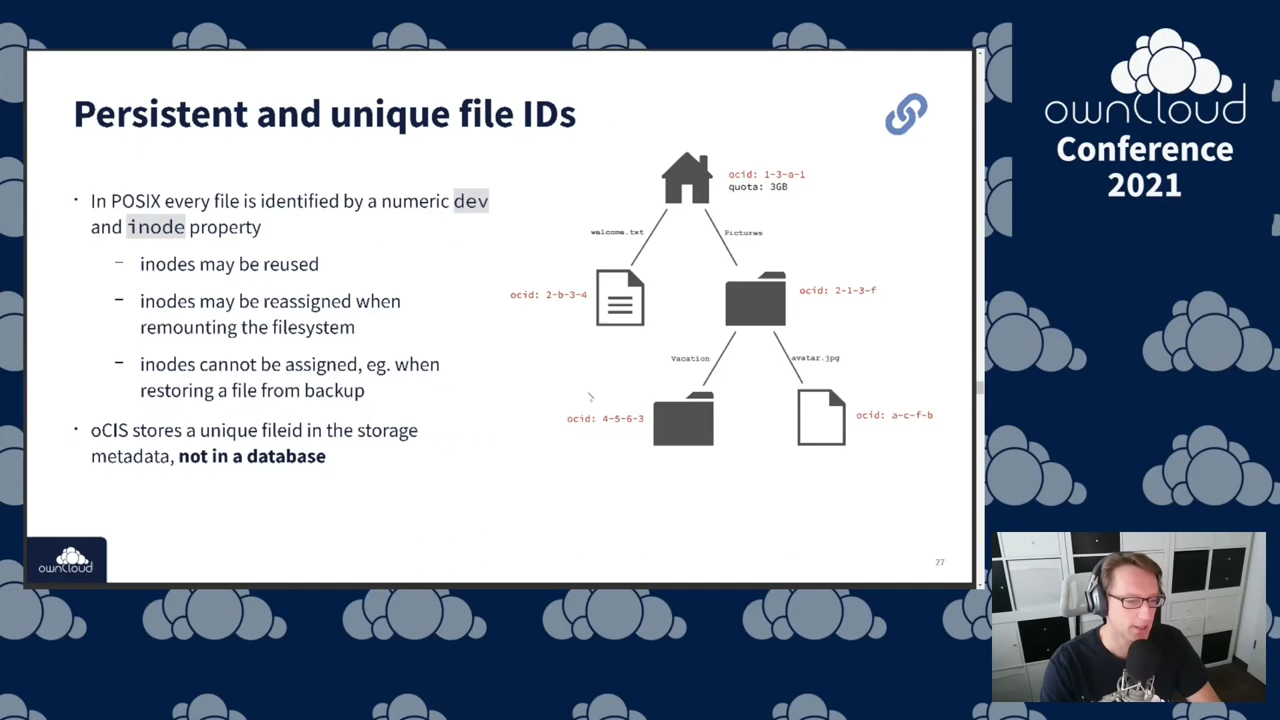 Persistent and unique file IDs
In POSIX every file is identified by a numeric dev
and inode property
inodes may be reused
inodes may be reassigned when
remounting the filesystem
inodes cannot be assigned, eg. when
restoring a file from backup
oCIS stores a unique fileid in the storage
metadata, not in a database
ocid: 1-3-a-1
quota: 3GB
welcome.txt
Pictures
ocid: 2-b-3-4
ocid: 2-1-3-f
Vacation
avatar.jpg
ocid: 4-5-6-3
ocid: a-c-f-b
ownCloud
27
ownCloud
Conference
2021